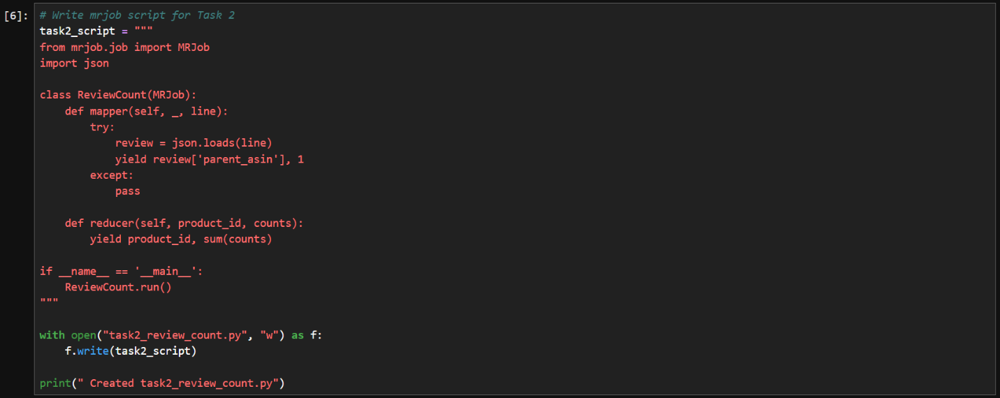 [6]: # Write mrjob script for Task 2
task2_script = """
from mrjob.job import MRJob
import json
class ReviewCount(MRJob):
    def mapper(self, _, line):
        try:
            review = json.loads(line)
            yield review['parent_asin'], 1
        except:
            pass
    def reducer(self, product_id, counts):
        yield product_id, sum(counts)
if __name__ == '__main__':
    ReviewCount.run()
"""
with open("task2_review_count.py", "w") as f:
    f.write(task2_script)
print(" Created task2_review_count.py")